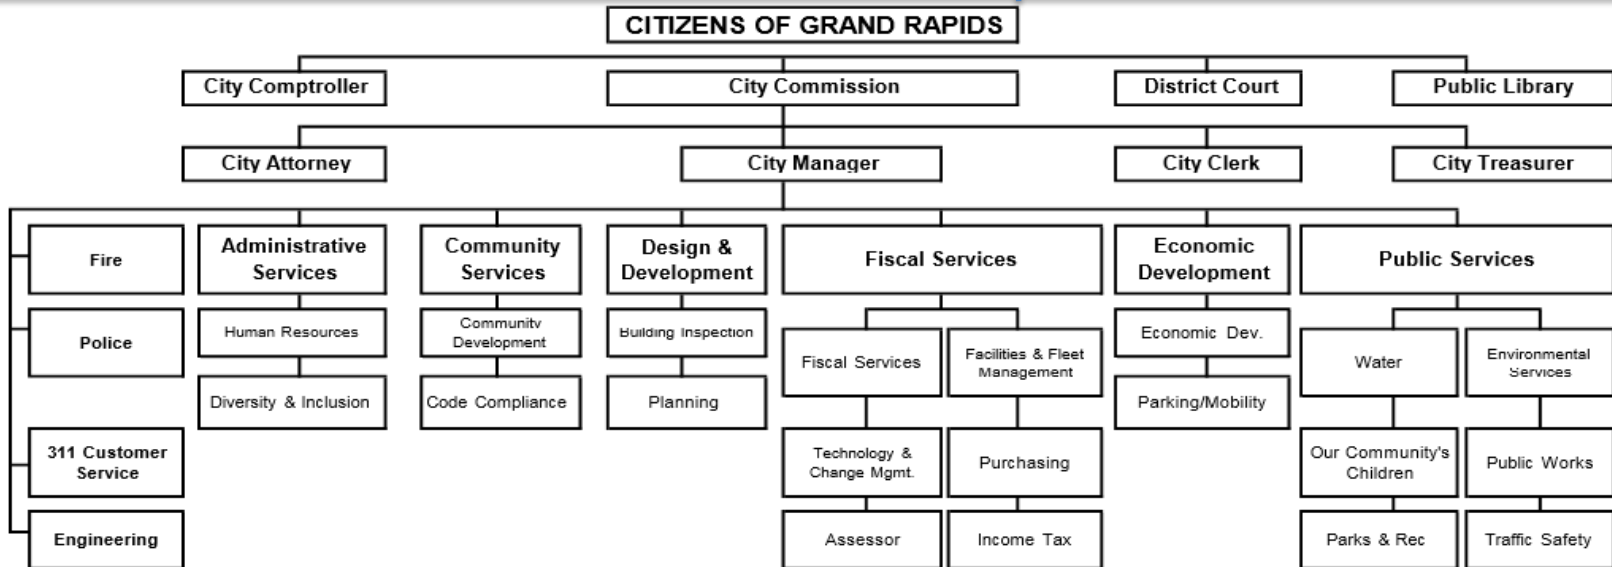 CITIZENS OF GRAND RAPIDS
City Comptroller
City Commission
District Court
Public Library
City Attorney
City Manager
City Clerk
City Treasurer
Fire
Administrative
Services
Community
Services
Design &
Development
Fiscal Services
Economic
Development
Public Services
Police
Human Resources
Community
Development
Building Inspection
Fiscal Services
Facilities & Fleet
Management
Economic Dev.
Water
Environmental
Services
Diversity & Inclusion
Code Compliance
Planning
Parking/Mobility
311 Customer
Service
Technology &
Change Mgmt.
Purchasing
Our Community's
Children
Public Works
Engineering
Assessor
Income Tax
Parks & Rec
Traffic Safety